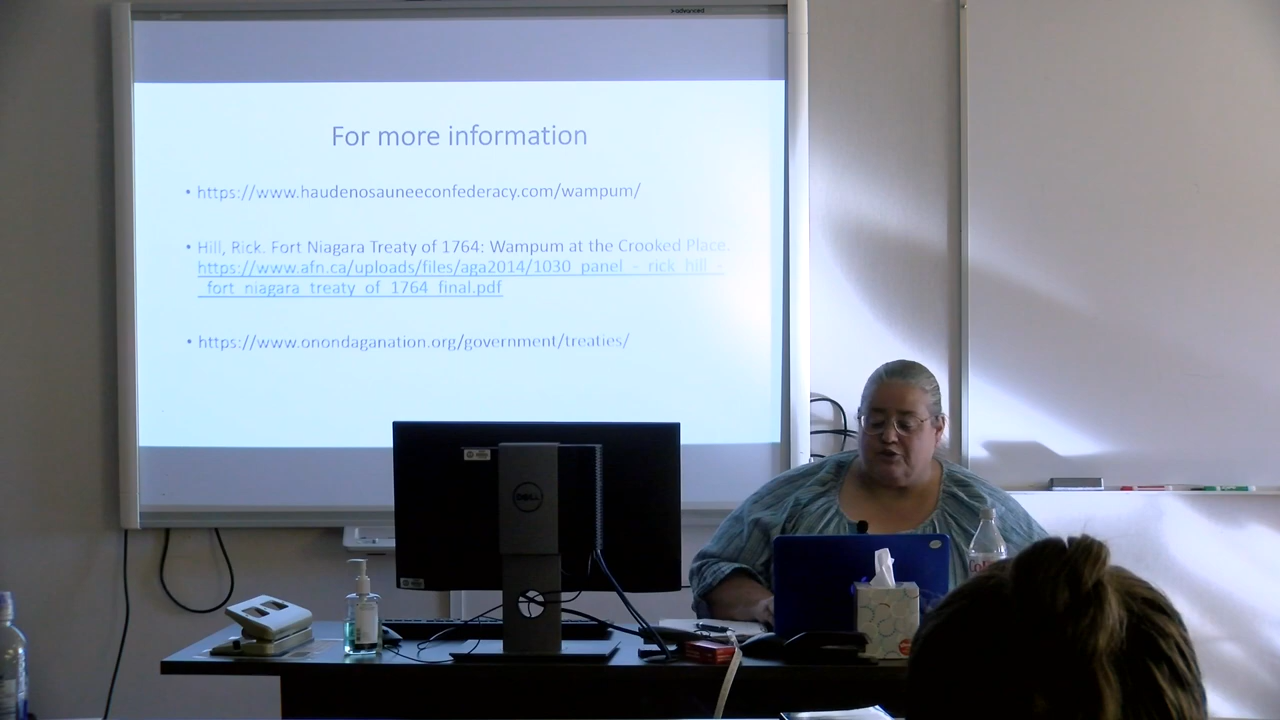 For more information
• https://www.haudenosauneeconfederacy.com/wampum/
• Hill, Rick. Fort Niagara Treaty of 1764: Wampum at the Crooked Place.
https://www.afn.ca/uploads/files/aga2014/1030_panel_-_rick_hill_-
_fort_niagara_treaty_of_1764_final.pdf
• https://www.onondaganation.org/government/treaties/
DELL